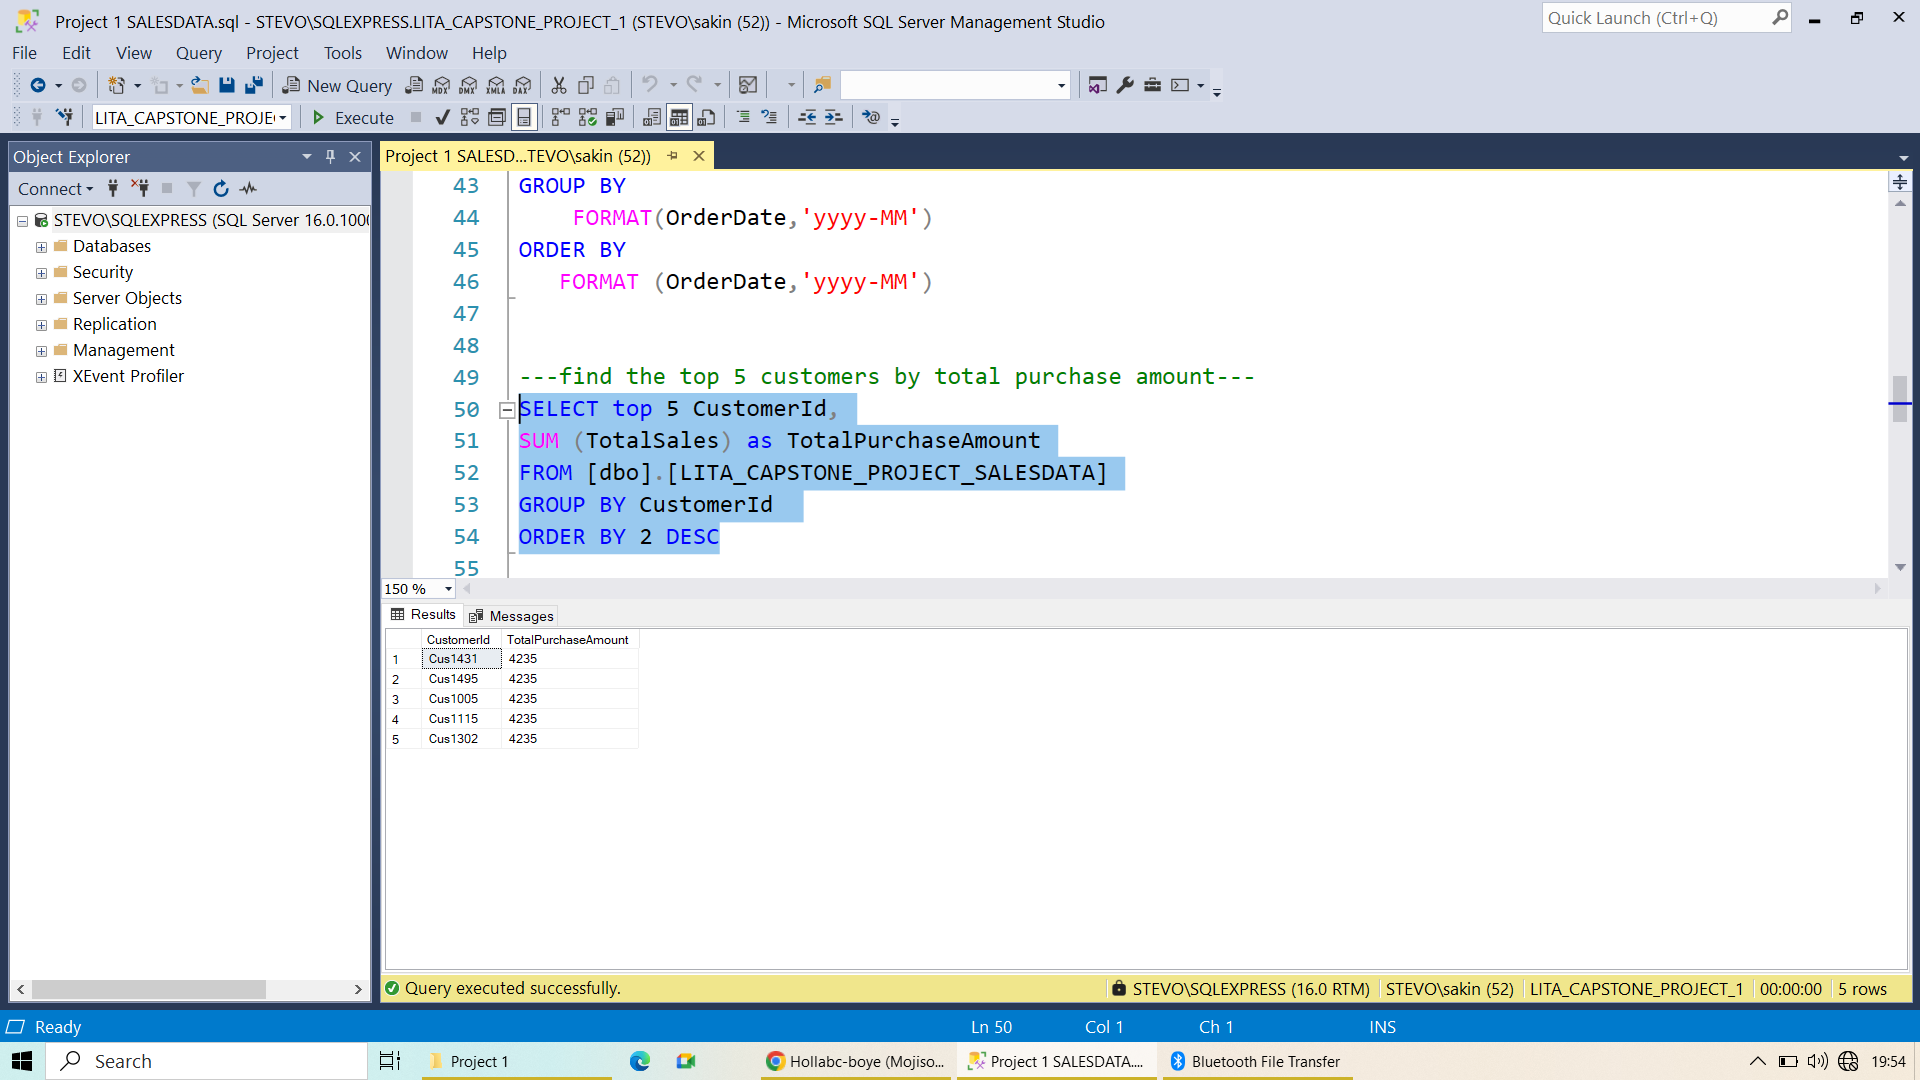 Project 1 SALESDATA.sql - STEVO\SQLEXPRESS.LITA_CAPSTONE_PROJECT_1 (STEVO\sakin (52)) - Microsoft SQL Server Management Studio
Quick Launch (Ctrl+Q)
File Edit View Query Project Tools Window Help
New Query MDX DMX XMLA DAX
LITA_CAPSTONE_PROJE Execute
Object Explorer
Project 1 SALESD...TEVO\sakin (52))
Connect
STEVO\SQLEXPRESS (SQL Server 16.0.100
Databases
Security
Server Objects
Replication
Management
XEvent Profiler
43 GROUP BY
44 FORMAT(OrderDate,'yyyy-MM')
45 ORDER BY
46 FORMAT (OrderDate,'yyyy-MM')
47
48
49 ---find the top 5 customers by total purchase amount---
50 SELECT top 5 CustomerId,
51 SUM (TotalSales) as TotalPurchaseAmount
52 FROM [dbo].[LITA_CAPSTONE_PROJECT_SALESDATA]
53 GROUP BY CustomerId
54 ORDER BY 2 DESC
55
150 %
Results Messages
CustomerId TotalPurchaseAmount
1 Cus1431 4235
2 Cus1495 4235
3 Cus1005 4235
4 Cus1115 4235
5 Cus1302 4235
Query executed successfully. STEVO\SQLEXPRESS (16.0 RTM) STEVO\sakin (52) LITA_CAPSTONE_PROJECT_1 00:00:00 5 rows
Ready Ln 50 Col 1 Ch 1 INS
Search Project 1 Hollabc-boye (Mojiso... Project 1 SALESDATA.... Bluetooth File Transfer 19:54